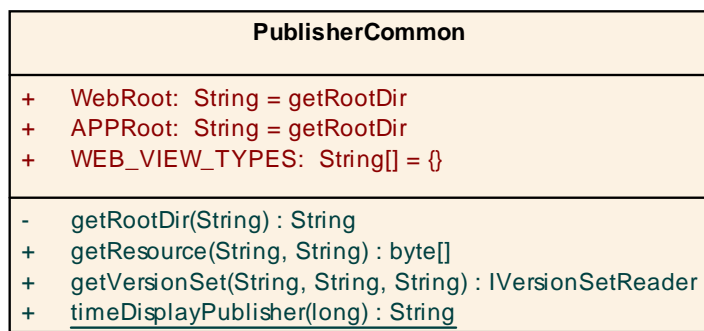 PublisherCommon
+ WebRoot: String = getRootDir
+ APPRoot: String = getRootDir
+ WEB_VIEW_TYPES: String[] = {}
- getRootDir(String) : String
+ getResource(String, String) : byte[]
+ getVersionSet(String, String, String) : IVersionSetReader
+ timeDisplayPublisher(long) : String